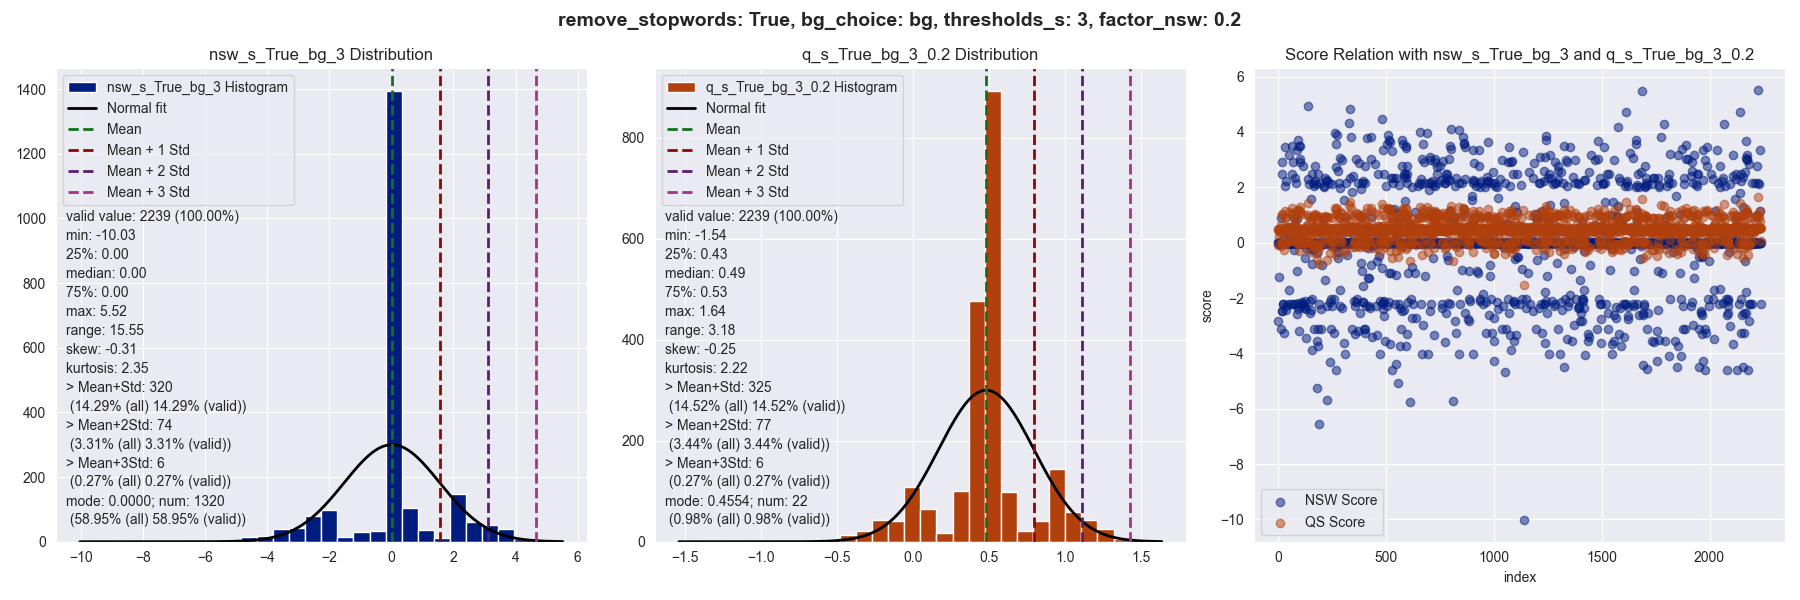 remove_stopwords: True, bg_choice: bg, thresholds_s: 3, factor_nsw: 0.2
nsw_s_True_bg_3 Distribution
nsw_s_True_bg_3 Histogram
Normal fit
Mean
Mean + 1 Std
Mean + 2 Std
Mean + 3 Std
valid value: 2239 (100.00%)
min: -10.03
25%: 0.00
median: 0.00
75%: 0.00
max: 5.52
range: 15.55
skew: -0.31
kurtosis: 2.35
> Mean+Std: 320
(14.29% (all) 14.29% (valid))
> Mean+2Std: 74
(3.31% (all) 3.31% (valid))
> Mean+3Std: 6
(0.27% (all) 0.27% (valid))
mode: 0.0000; num: 1320
(58.95% (all) 58.95% (valid))
1400
1200
1000
800
600
400
200
0
−10
−8
−6
−4
−2
0
2
4
6
q_s_True_bg_3_0.2 Distribution
q_s_True_bg_3_0.2 Histogram
Normal fit
Mean
Mean + 1 Std
Mean + 2 Std
Mean + 3 Std
valid value: 2239 (100.00%)
min: -1.54
25%: 0.43
median: 0.49
75%: 0.53
max: 1.64
range: 3.18
skew: -0.25
kurtosis: 2.22
> Mean+Std: 325
(14.52% (all) 14.52% (valid))
> Mean+2Std: 77
(3.44% (all) 3.44% (valid))
> Mean+3Std: 6
(0.27% (all) 0.27% (valid))
mode: 0.4554; num: 22
(0.98% (all) 0.98% (valid))
800
600
400
200
0
−1.5
−1.0
−0.5
0.0
0.5
1.0
1.5
Score Relation with nsw_s_True_bg_3 and q_s_True_bg_3_0.2
6
4
2
0
−2
−4
−6
−8
−10
score
NSW Score
QS Score
0
500
1000
1500
2000
index